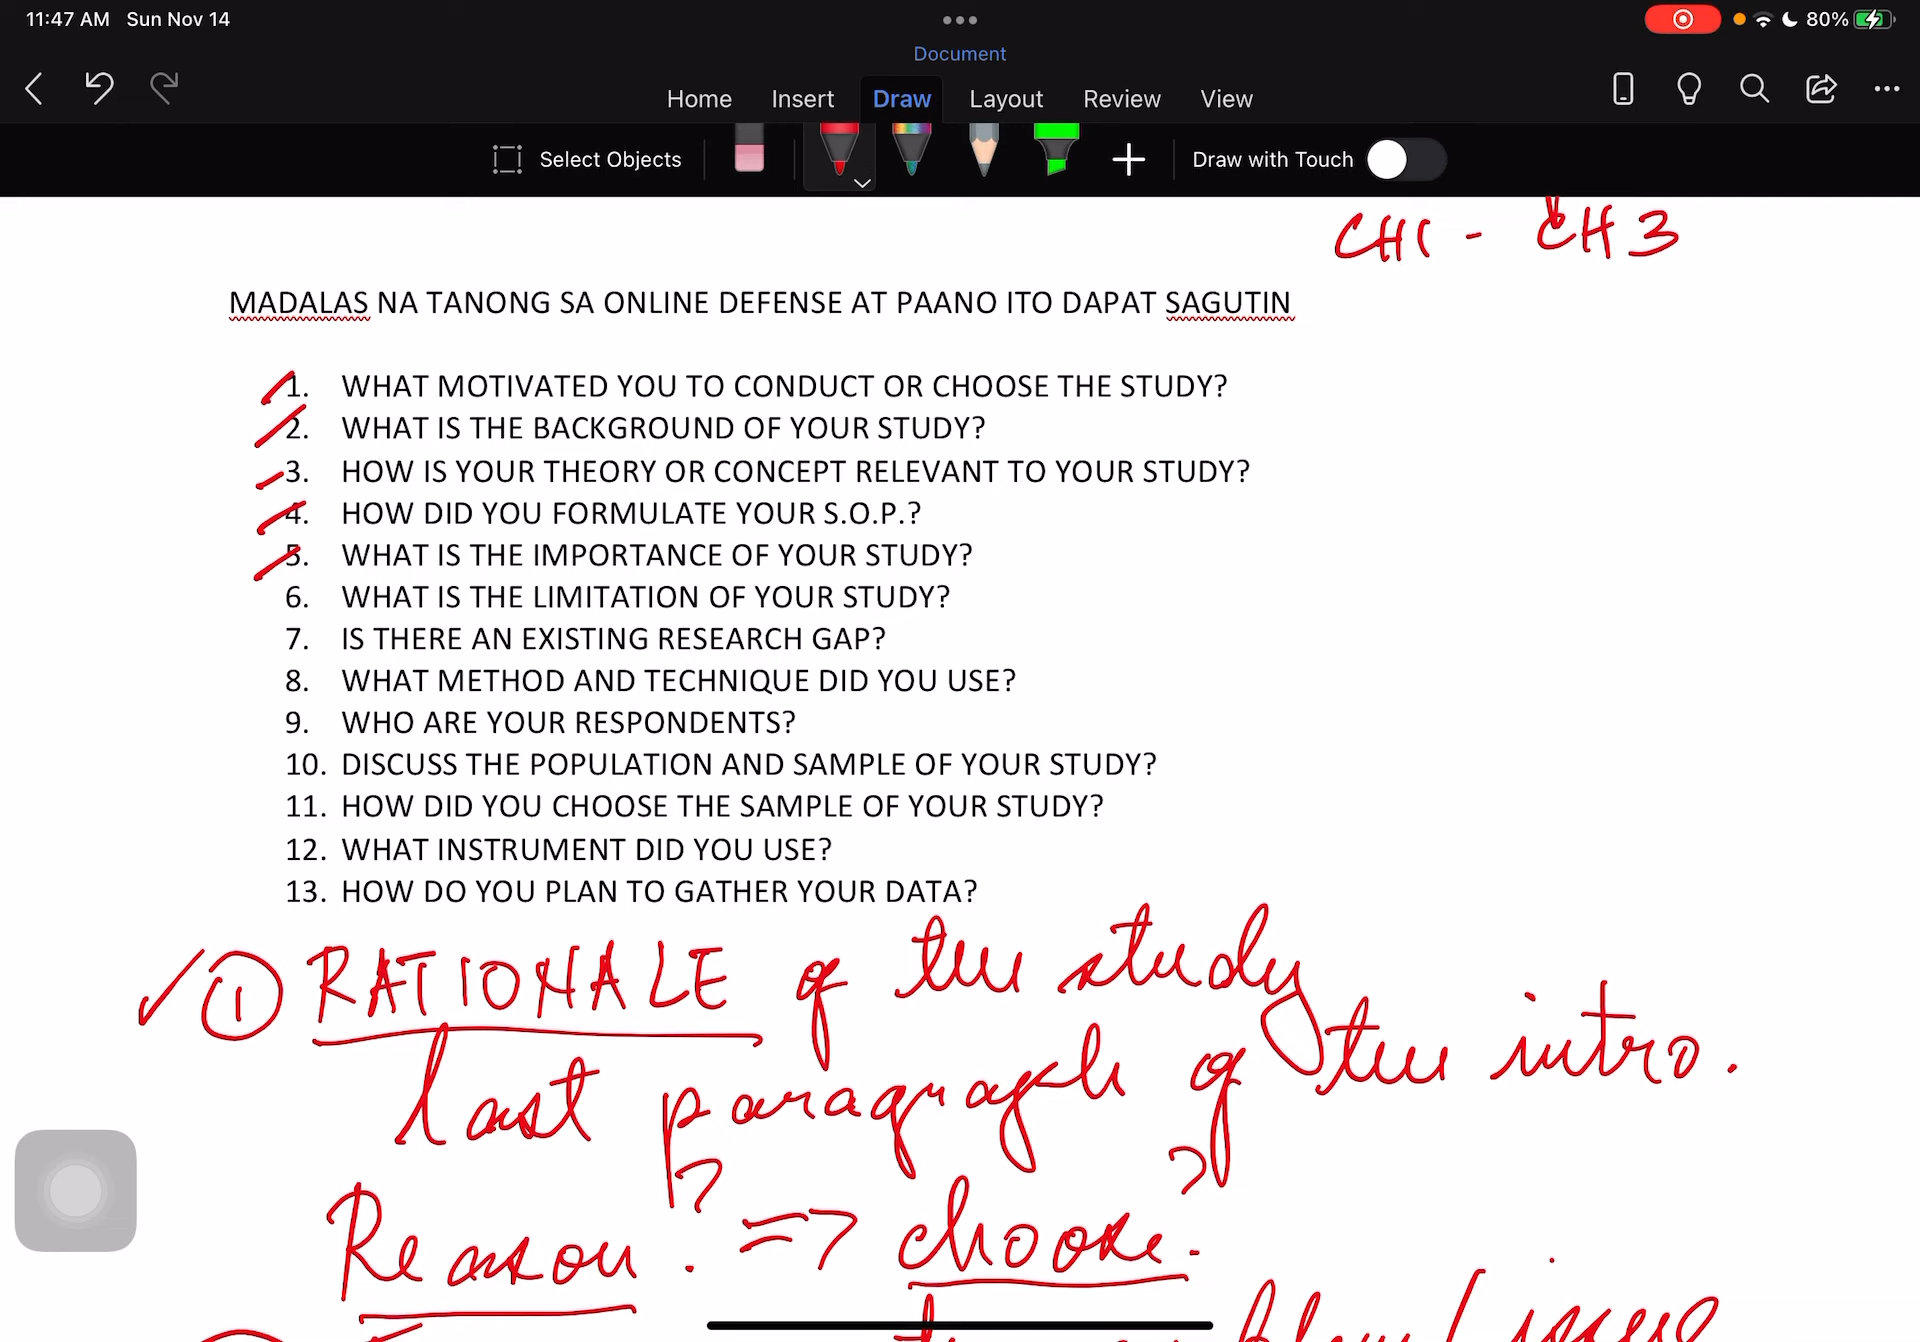 11:47 AM Sun Nov 14
80%
Document
Home Insert Draw Layout Review View
Select Objects
Draw with Touch
CH1 - CH3
MADALAS NA TANONG SA ONLINE DEFENSE AT PAANO ITO DAPAT SAGUTIN
1. WHAT MOTIVATED YOU TO CONDUCT OR CHOOSE THE STUDY?
2. WHAT IS THE BACKGROUND OF YOUR STUDY?
3. HOW IS YOUR THEORY OR CONCEPT RELEVANT TO YOUR STUDY?
4. HOW DID YOU FORMULATE YOUR S.O.P.?
5. WHAT IS THE IMPORTANCE OF YOUR STUDY?
6. WHAT IS THE LIMITATION OF YOUR STUDY?
7. IS THERE AN EXISTING RESEARCH GAP?
8. WHAT METHOD AND TECHNIQUE DID YOU USE?
9. WHO ARE YOUR RESPONDENTS?
10. DISCUSS THE POPULATION AND SAMPLE OF YOUR STUDY?
11. HOW DID YOU CHOOSE THE SAMPLE OF YOUR STUDY?
12. WHAT INSTRUMENT DID YOU USE?
13. HOW DO YOU PLAN TO GATHER YOUR DATA?
1 RATIONALE of the study
last paragraph of the intro.
Reason? => choose?